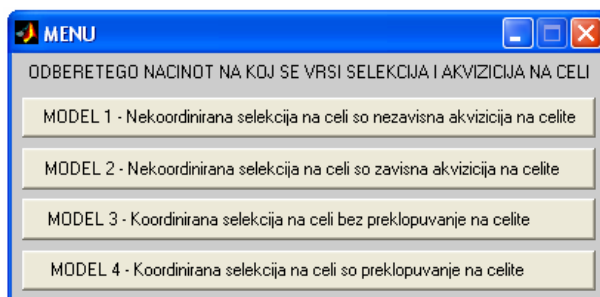 MENU
ODBERETEGO NACINOT NA KOJ SE VRSI SELEKCIJA I AKVIZICIJA NA CELI
MODEL 1 - Nekoordinirana selekcija na celi so nezavisna akvizicija na celite
MODEL 2 - Nekoordinirana selekcija na celi so zavisna akvizicija na celite
MODEL 3 - Koordinirana selekcija na celi bez preklopuvanje na celite
MODEL 4 - Koordinirana selekcija na celi so preklopuvanje na celite